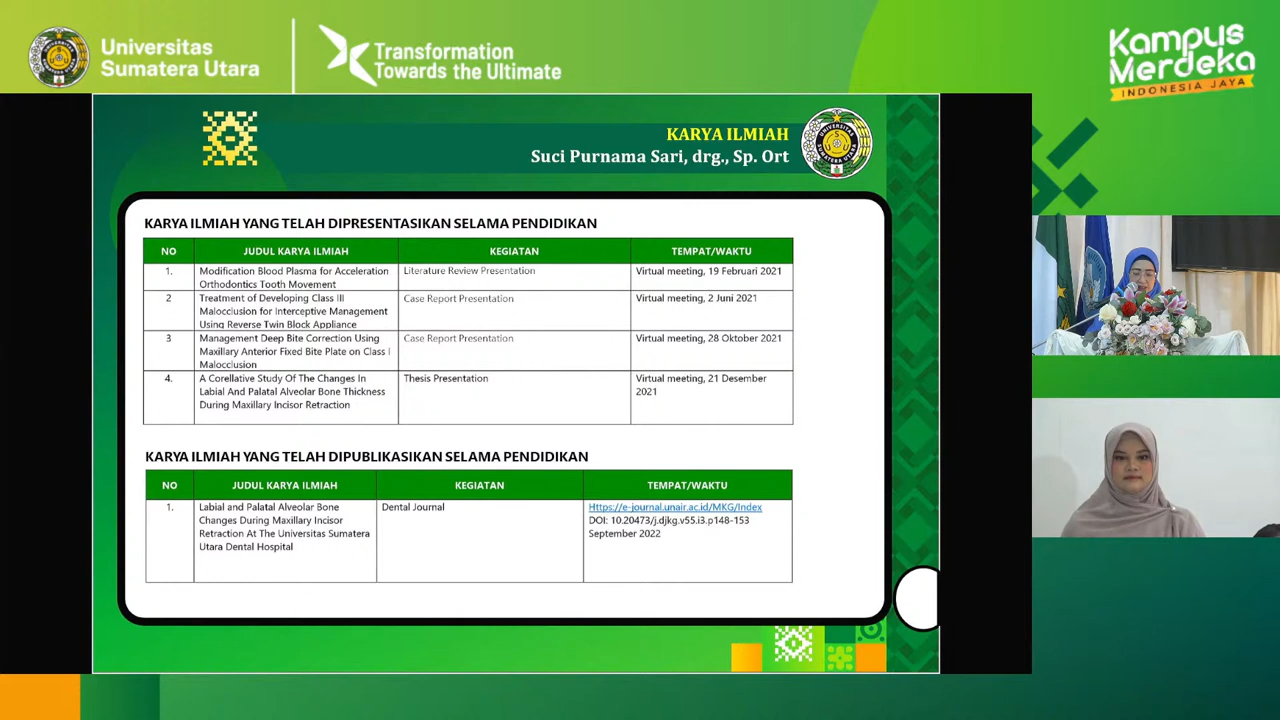 Universitas
Sumatera Utara
Transformation
Towards the Ultimate
Kampus
Merdeka
INDONESIA JAYA
KARYA ILMIAH
Suci Purnama Sari, drg., Sp. Ort
KARYA ILMIAH YANG TELAH DIPRESENTASIKAN SELAMA PENDIDIKAN
NO JUDUL KARYA ILMIAH KEGIATAN TEMPAT/WAKTU
1. Modification Blood Plasma for Acceleration Literature Review Presentation Virtual meeting, 19 Februari 2021
Orthodontics Tooth Movement
2 Treatment of Developing Class III Case Report Presentation Virtual meeting, 2 Juni 2021
Malocclusion for Interceptive Management
Using Reverse Twin Block Appliance
3 Management Deep Bite Correction Using Case Report Presentation Virtual meeting, 28 Oktober 2021
Maxillary Anterior Fixed Bite Plate on Class I
Malocclusion
4. A Corellative Study Of The Changes In Thesis Presentation Virtual meeting, 21 Desember
Labial And Palatal Alveolar Bone Thickness 2021
During Maxillary Incisor Retraction
KARYA ILMIAH YANG TELAH DIPUBLIKASIKAN SELAMA PENDIDIKAN
NO JUDUL KARYA ILMIAH KEGIATAN TEMPAT/WAKTU
1. Labial and Palatal Alveolar Bone Dental Journal Https://e-journal.unair.ac.id/MKG/Index
Changes During Maxillary Incisor DOI: 10.20473/j.djkg.v55.i3.p148-153
Retraction At The Universitas Sumatera September 2022
Utara Dental Hospital